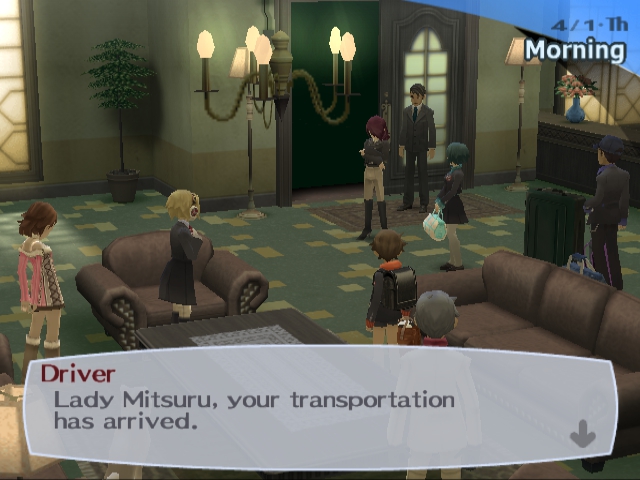 4/1·Th
Morning
Driver
Lady Mitsuru, your transportation
has arrived.